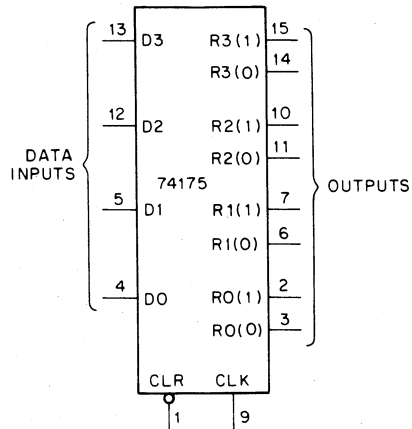 13 D3 R3(1) 15
R3(0) 14
12 D2 R2(1) 10
R2(0) 11
DATA
INPUTS
74175
OUTPUTS
5 D1 R1(1) 7
R1(0) 6
4 D0 R0(1) 2
R0(0) 3
CLR CLK
1 9